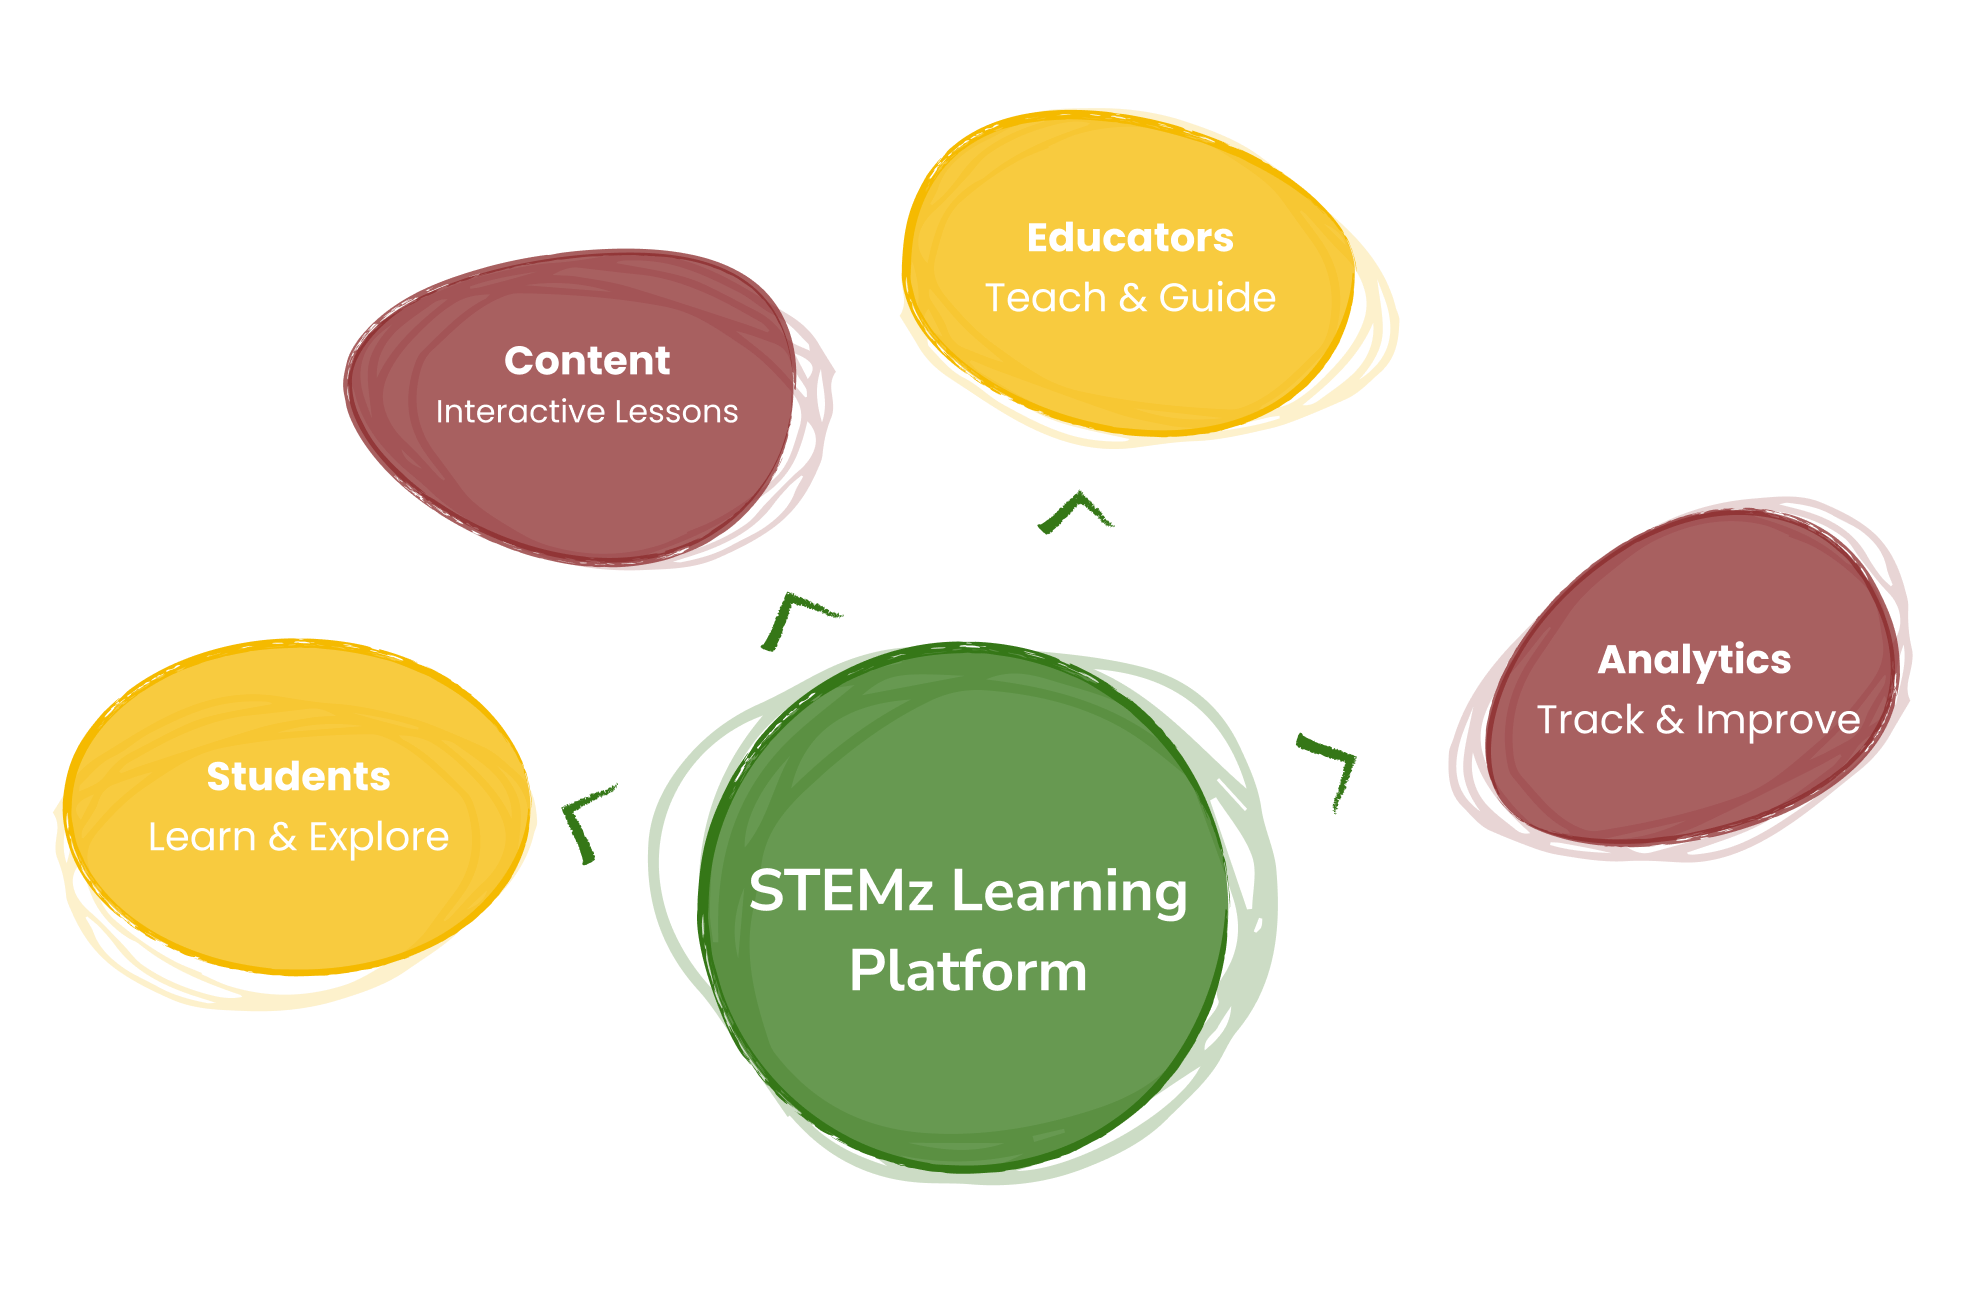 Educators
Teach & Guide
Content
Interactive Lessons
Analytics
Track & Improve
Students
Learn & Explore
STEMz Learning
Platform